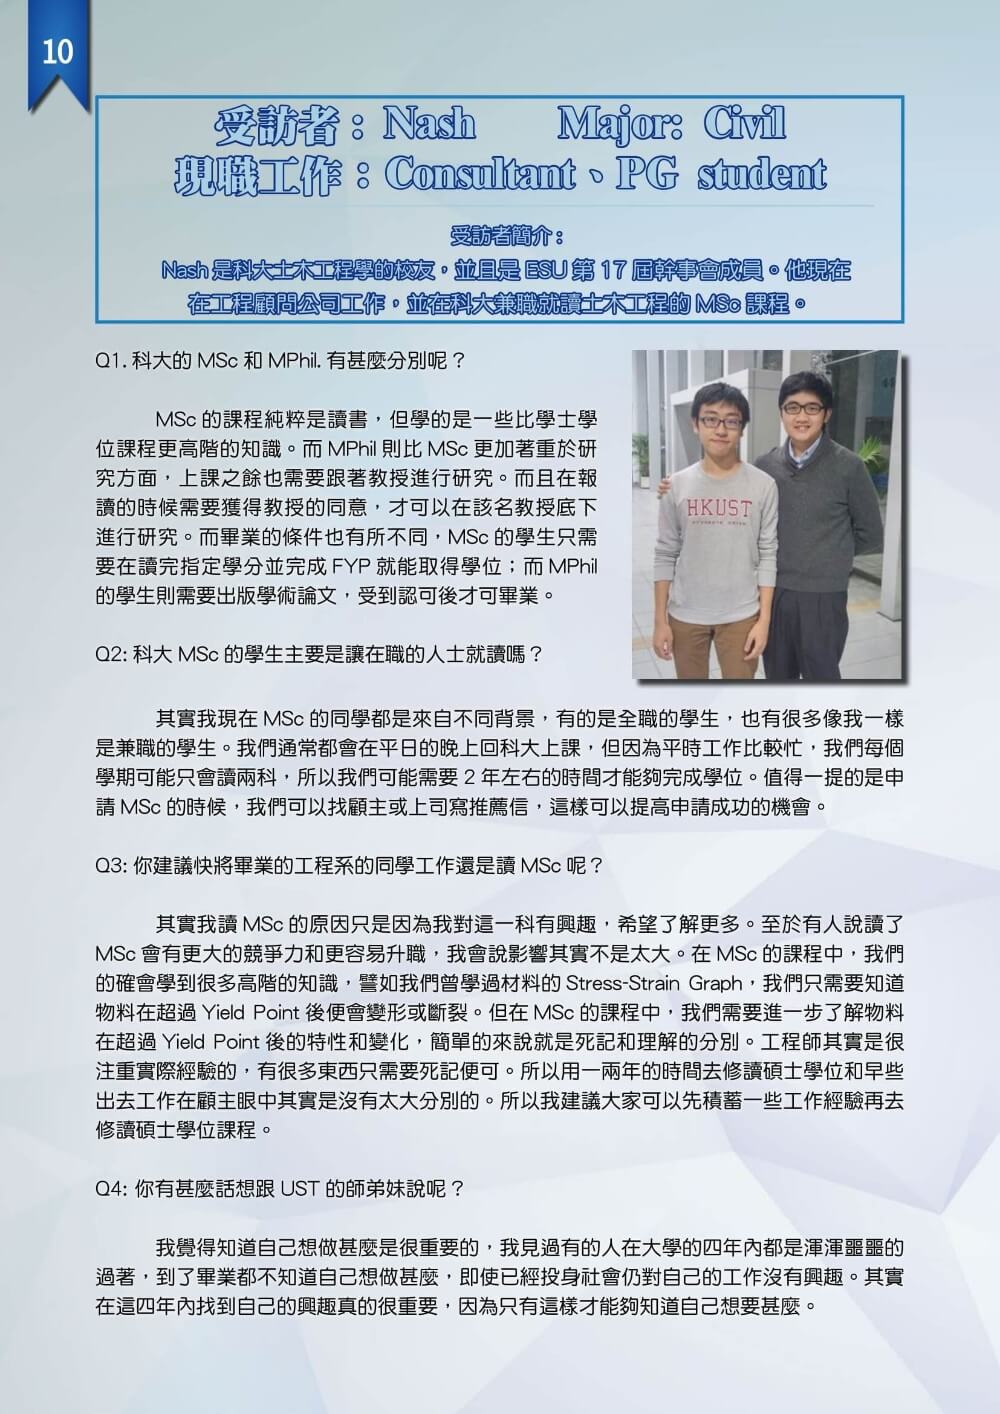 10
受訪者：Nash Major: Civil
現職工作：Consultant、PG student
受訪者簡介：
Nash 是科大土木工程學的校友，並且是 ESU 第 17 屆幹事會成員。他現在
在工程顧問公司工作，並在科大兼職就讀土木工程的 MSc 課程。
Q1. 科大的 MSc 和 MPhil. 有甚麼分別呢？
MSc 的課程純粹是讀書，但學的是一些比學士學
位課程更高階的知識。而 MPhil 則比 MSc 更加著重於研
究方面，上課之餘也需要跟著教授進行研究。而且在報
讀的時候需要獲得教授的同意，才可以在該名教授底下
進行研究。而畢業的條件也有所不同，MSc 的學生只需
要在讀完指定學分並完成 FYP 就能取得學位；而 MPhil
的學生則需要出版學術論文，受到認可後才可畢業。
HKUST
Q2: 科大 MSc 的學生主要是讓在職的人士就讀嗎？
其實我現在 MSc 的同學都是來自不同背景，有的是全職的學生，也有很多像我一樣
是兼職的學生。我們通常都會在平日的晚上回科大上課，但因為平時工作比較忙，我們每個
學期可能只會讀兩科，所以我們可能需要 2 年左右的時間才能夠完成學位。值得一提的是申
請 MSc 的時候，我們可以找顧主或上司寫推薦信，這樣可以提高申請成功的機會。
Q3: 你建議快將畢業的工程系的同學工作還是讀 MSc 呢？
其實我讀 MSc 的原因只是因為我對這一科有興趣，希望了解更多。至於有人說讀了
MSc 會有更大的競爭力和更容易升職，我會說影響其實不是太大。在 MSc 的課程中，我們
的確會學到很多高階的知識，譬如我們曾學過材料的 Stress-Strain Graph，我們只需要知道
物料在超過 Yield Point 後便會變形或斷裂。但在 MSc 的課程中，我們需要進一步了解物料
在超過 Yield Point 後的特性和變化，簡單的來說就是死記和理解的分別。工程師其實是很
注重實際經驗的，有很多東西只需要死記便可。所以用一兩年的時間去修讀碩士學位和早些
出去工作在顧主眼中其實是沒有太大分別的。所以我建議大家可以先積蓄一些工作經驗再去
修讀碩士學位課程。
Q4: 你有甚麼話想跟 UST 的師弟妹說呢？
我覺得知道自己想做甚麼是很重要的，我見過有的人在大學的四年內都是渾渾噩噩的
過著，到了畢業都不知道自己想做甚麼，即使已經投身社會仍對自己的工作沒有興趣。其實
在這四年內找到自己的興趣真的很重要，因為只有這樣才能夠知道自己想要甚麼。